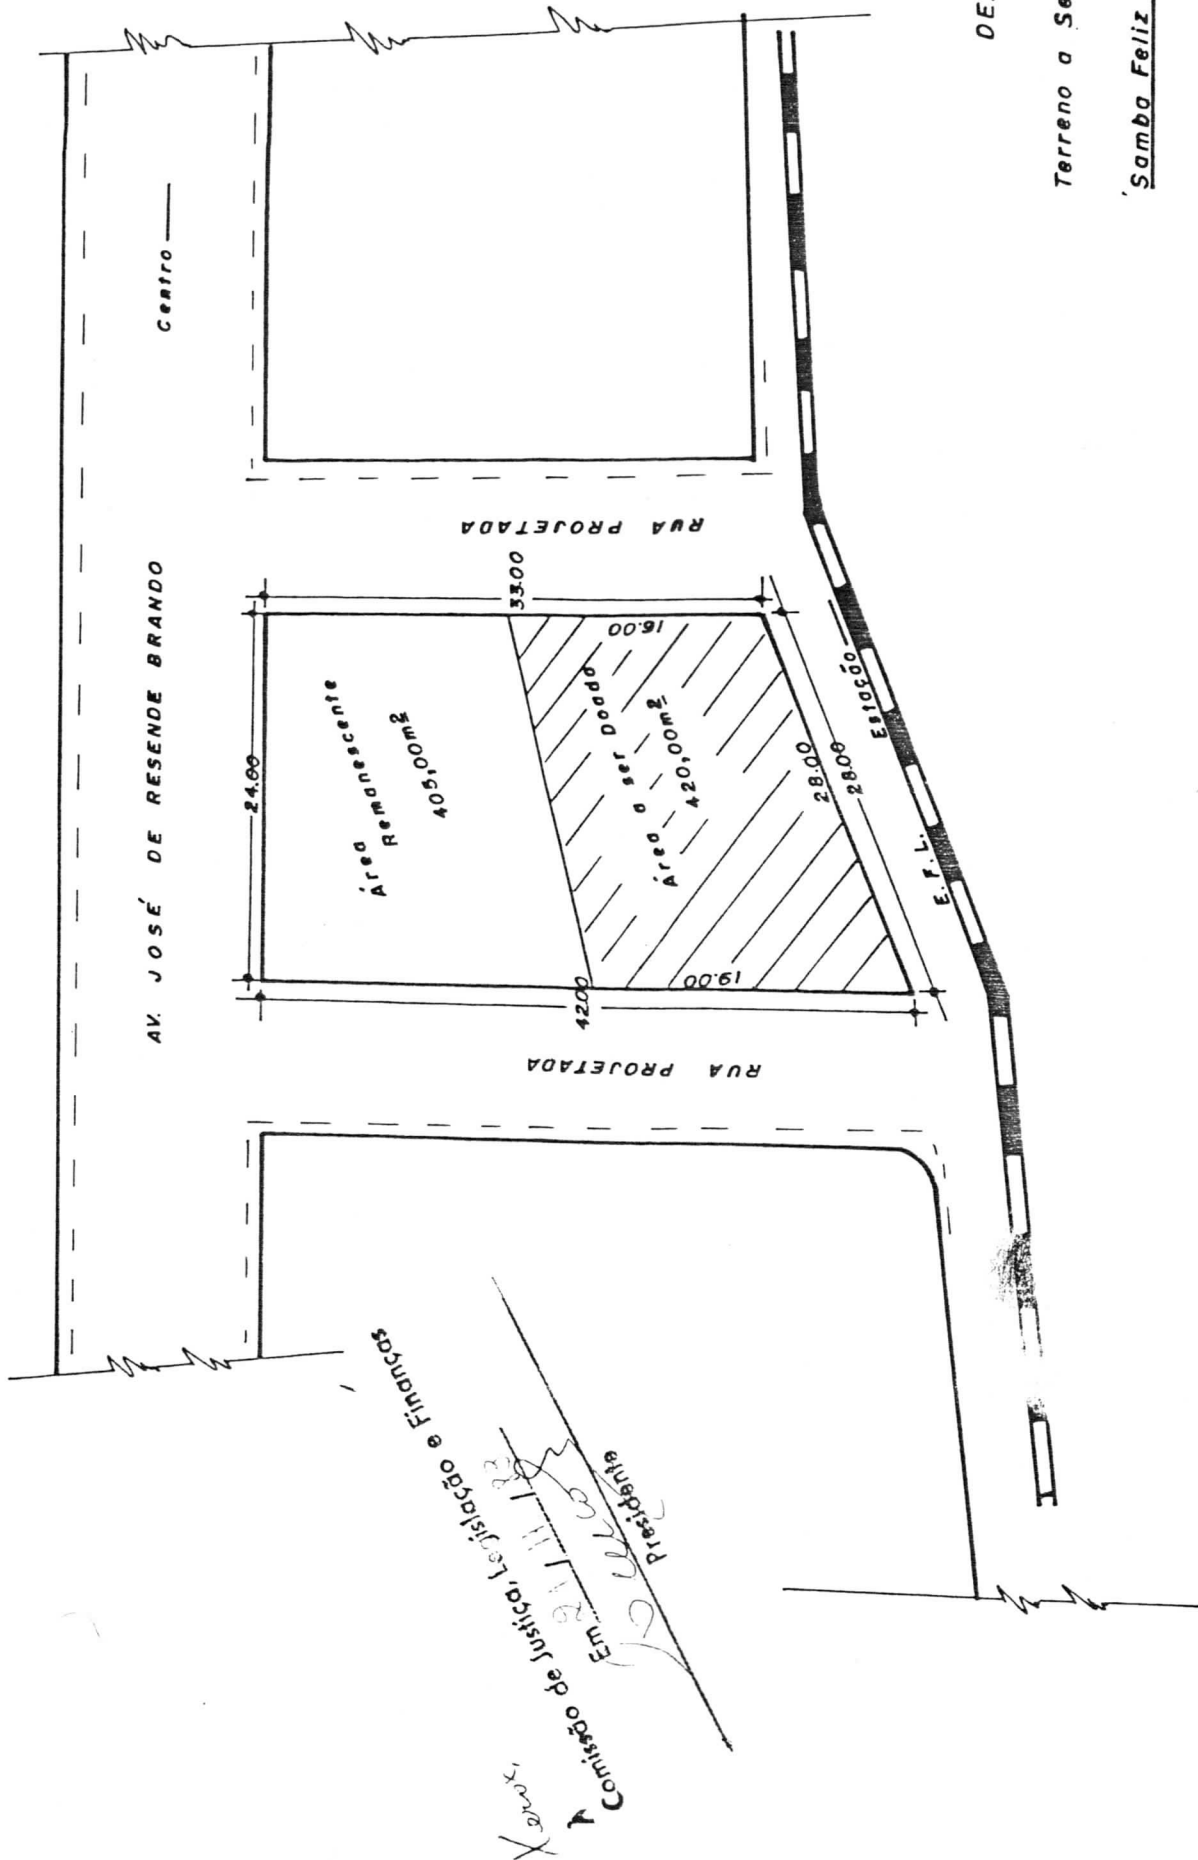 DE
Terreno a Se
Samba Feliz
Centro
AV. JOSÉ DE RESENDE BRANDO
RUA PROJETADA
24.00
33.00
Área
Remanescente
405,00m2
16.00
Área a ser Doada
420,00m2
28.00
28.00
Estação
E. F. L.
19.00
42.00
RUA PROJETADA
Xerox,
À
Comissão de Justiça, Legislação e Finanças
Em
Presidente